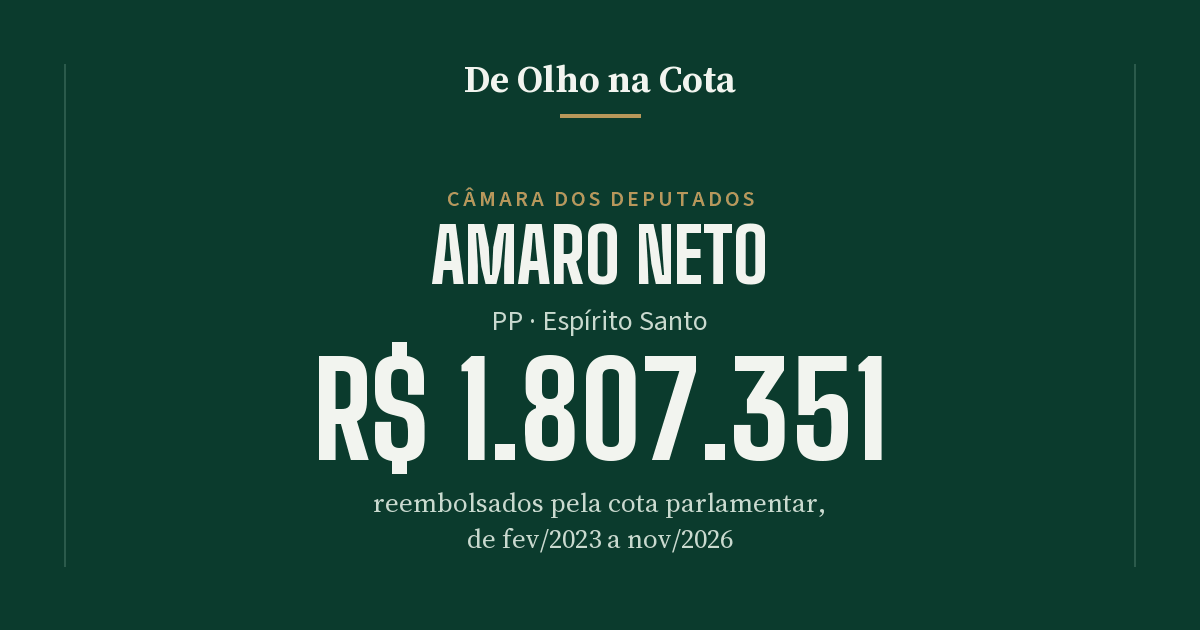 De Olho na Cota
CÂMARA DOS DEPUTADOS
AMARO NETO
PP · Espírito Santo
R$ 1.807.351
reembolsados pela cota parlamentar,
de fev/2023 a nov/2026